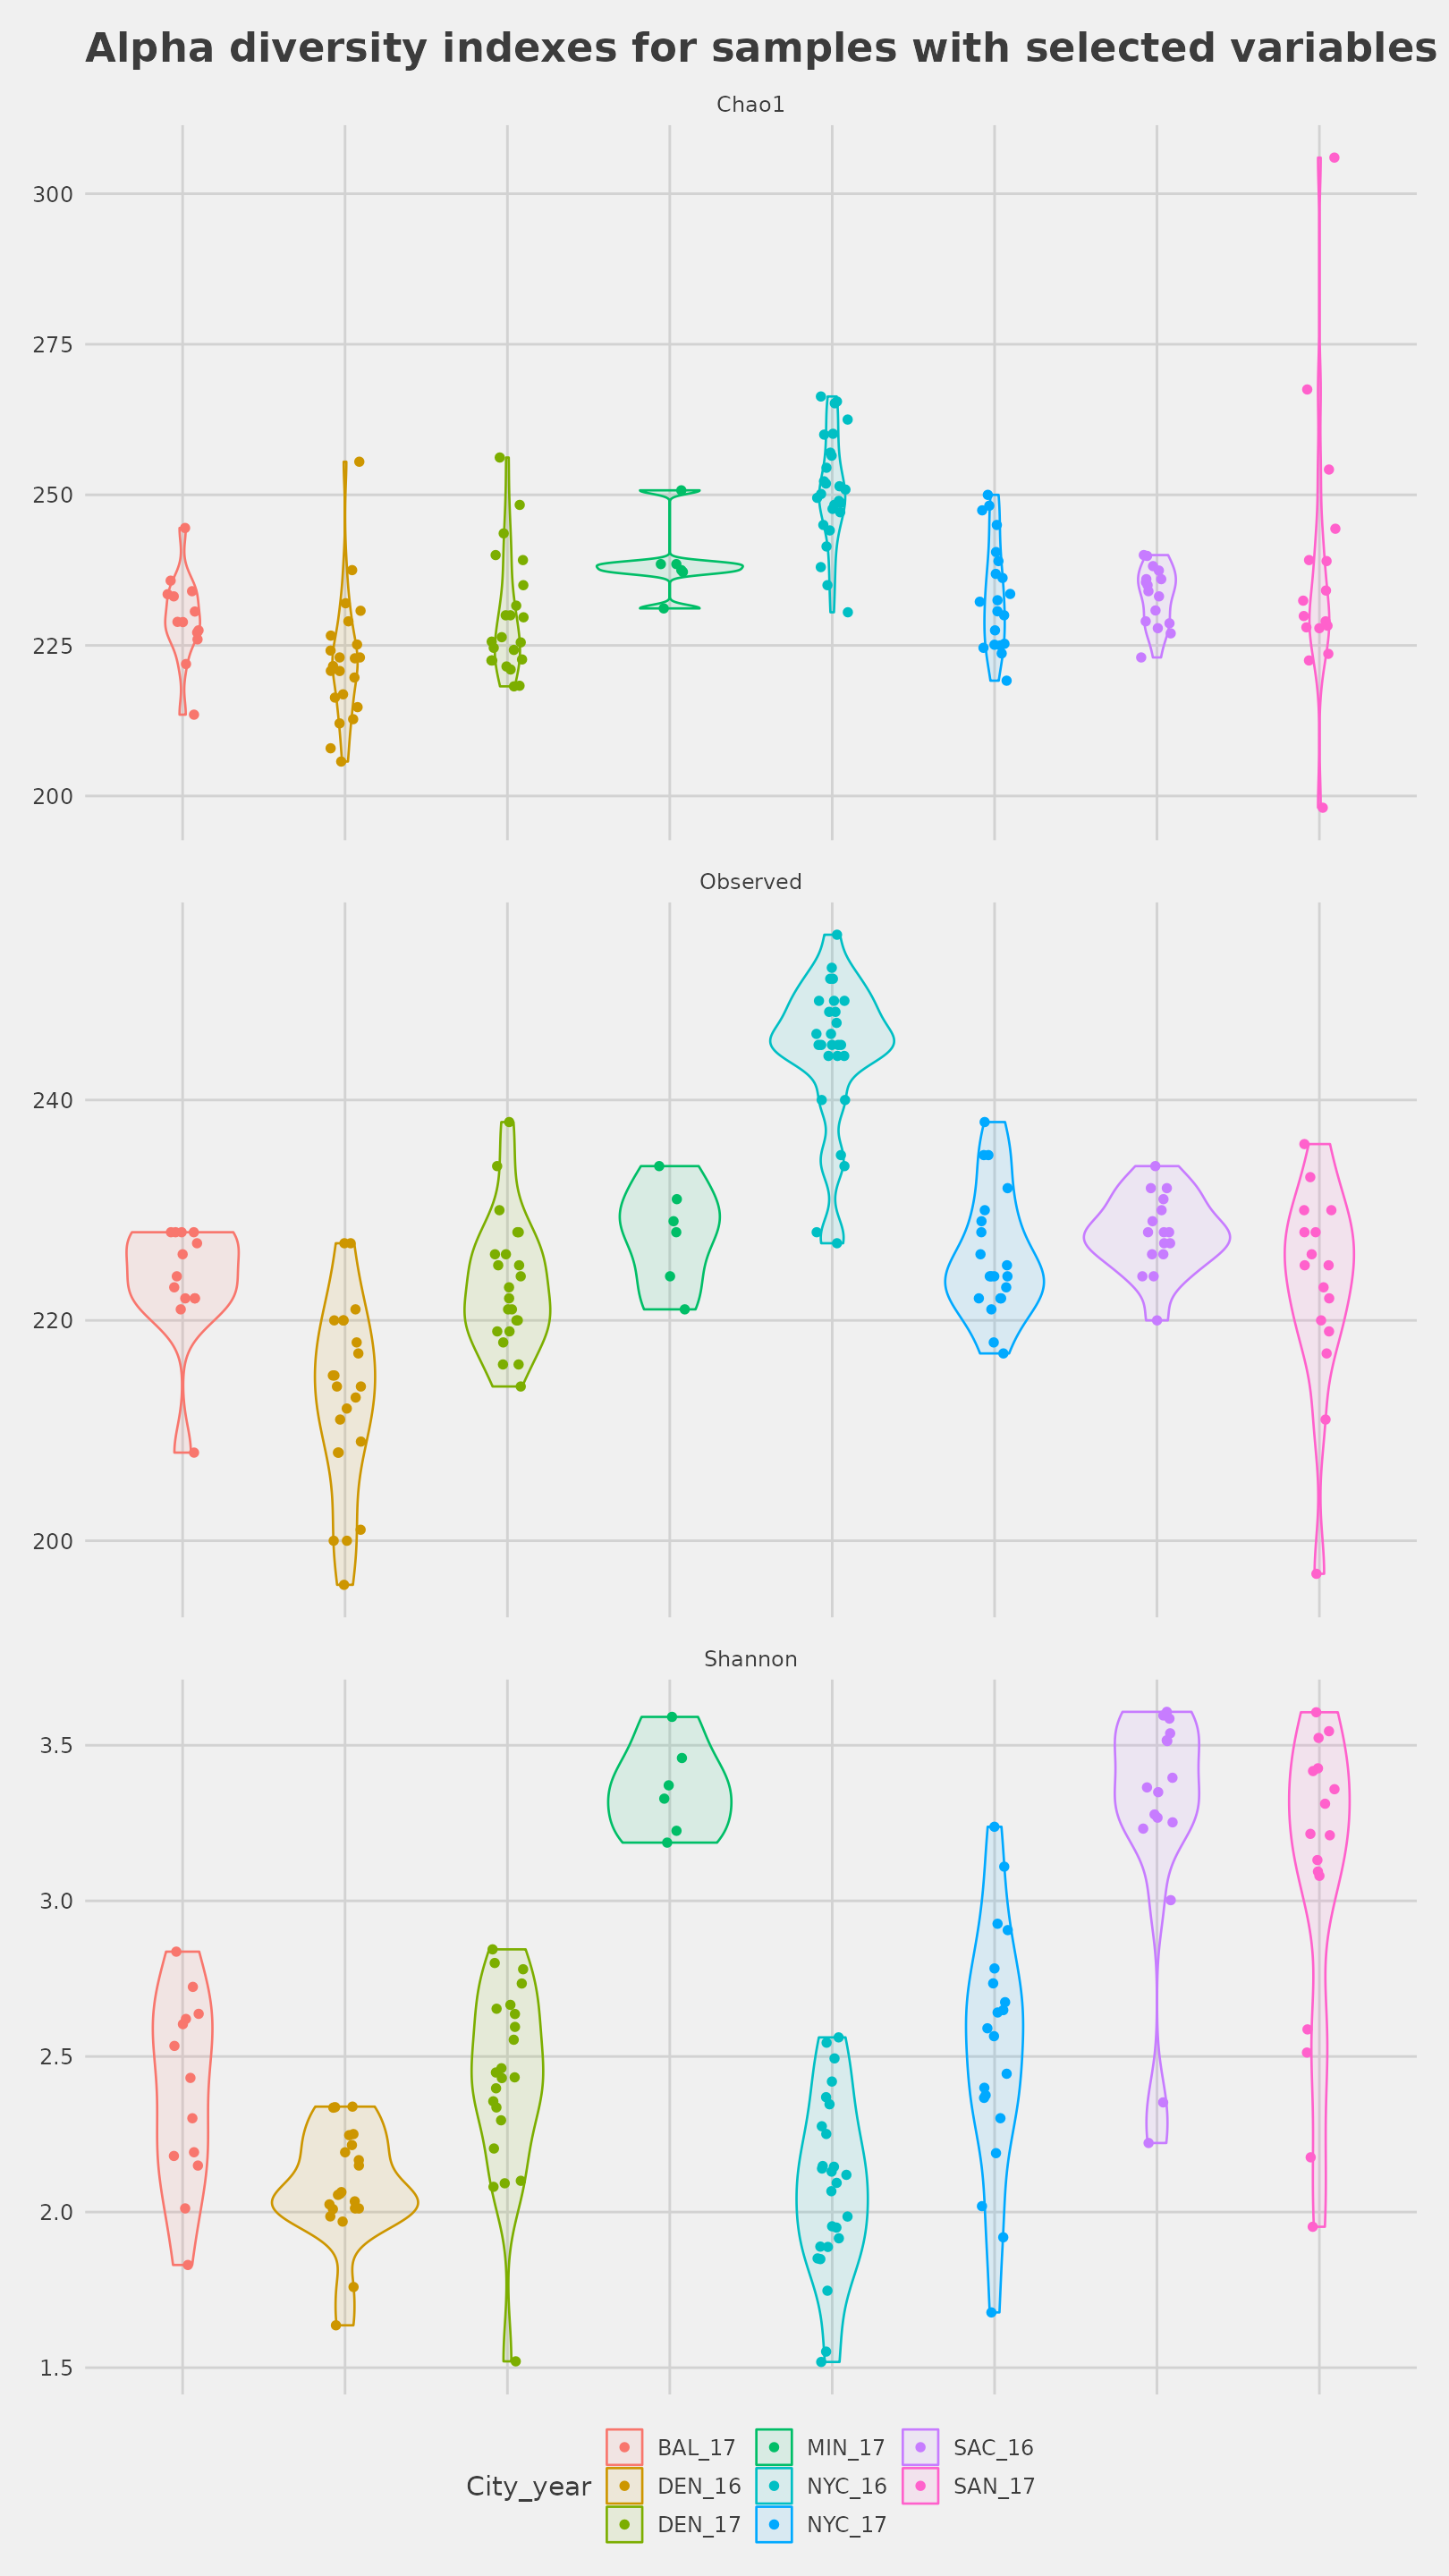 Alpha diversity indexes for samples with selected variables
Chao1
300
275
250
225
200
Observed
240
220
200
Shannon
3.5
3.0
2.5
2.0
1.5
City_year
BAL_17 MIN_17 SAC_16
DEN_16 NYC_16 SAN_17
DEN_17 NYC_17